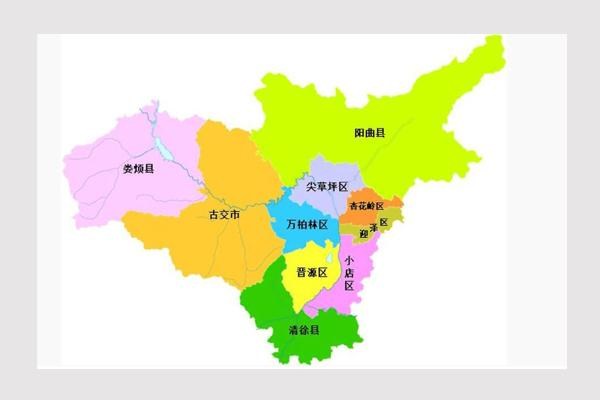 阳曲县
娄烦县
尖草坪区
古交市
杏花岭区
万柏林区
迎泽区
晋源区
小店区
清徐县